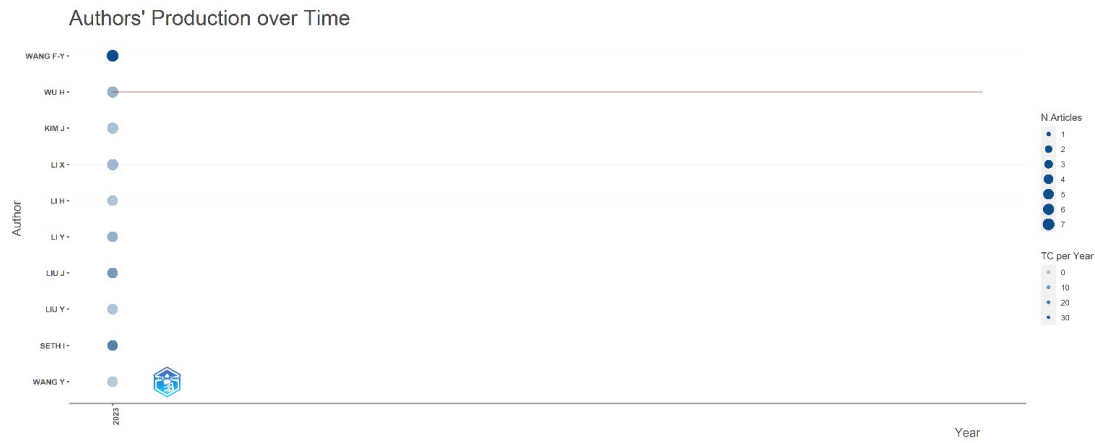 Authors' Production over Time
Author
WANG F-Y
WU H
KIM J
LI X
LI H
LI Y
LIU J
LIU Y
SETH I
WANG Y
2023
Year
N.Articles
1
2
3
4
5
6
7
TC per Year
0
10
20
30